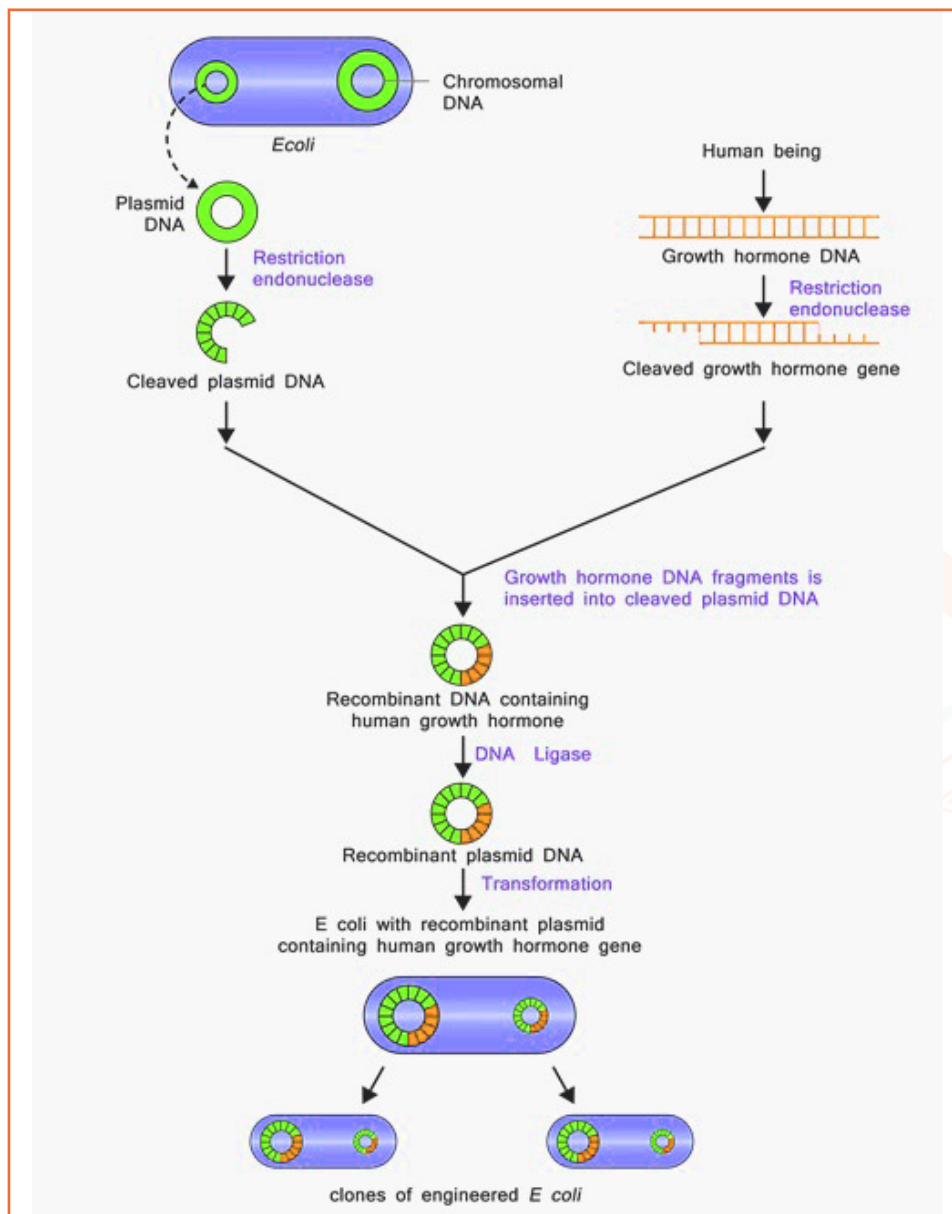 Chromosomal
DNA
Ecoli
Plasmid
DNA
Restriction
endonuclease
Cleaved plasmid DNA
Human being
Growth hormone DNA
Restriction
endonuclease
Cleaved growth hormone gene
Growth hormone DNA fragments is
inserted into cleaved plasmid DNA
Recombinant DNA containing
human growth hormone
DNA Ligase
Recombinant plasmid DNA
Transformation
E coli with recombinant plasmid
containing human growth hormone gene
clones of engineered E coli